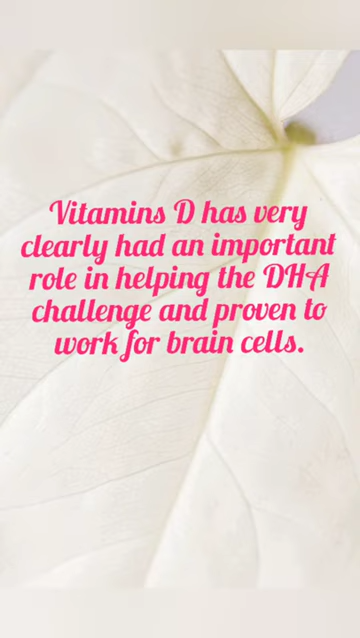 Vitamins D has very
clearly had an important
role in helping the DHA
challenge and proven to
work for brain cells.